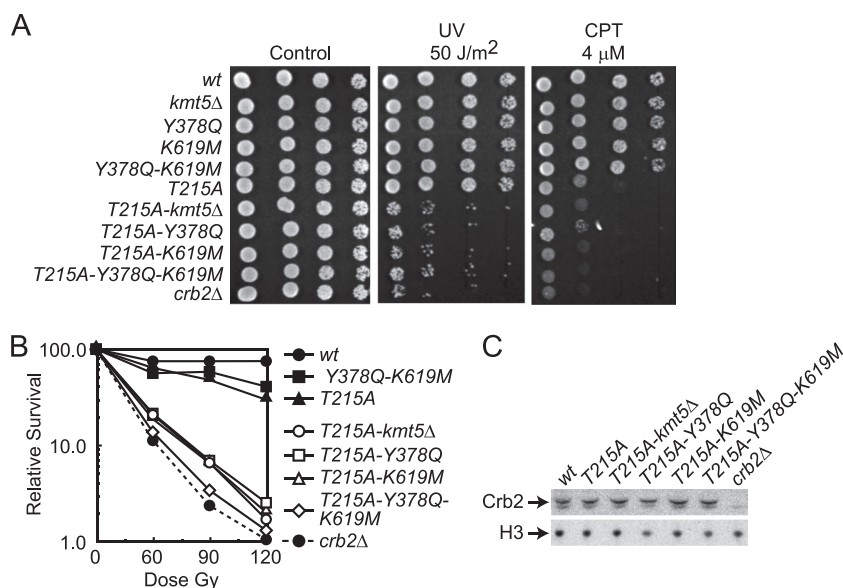 A
Control
UV
50 J/m2
CPT
4 µM
wt
kmt5Δ
Y378Q
K619M
Y378Q-K619M
T215A
T215A-kmt5Δ
T215A-Y378Q
T215A-K619M
T215A-Y378Q-K619M
crb2Δ
B
Relative Survival
100.0
10.0
1.0
0
60
90
120
Dose Gy
wt
Y378Q-K619M
T215A
T215A-kmt5Δ
T215A-Y378Q
T215A-K619M
T215A-Y378Q-
K619M
crb2Δ
C
wt
T215A
T215A-kmt5Δ
T215A-Y378Q
T215A-K619M
T215A-Y378Q-K619M
crb2Δ
Crb2
H3